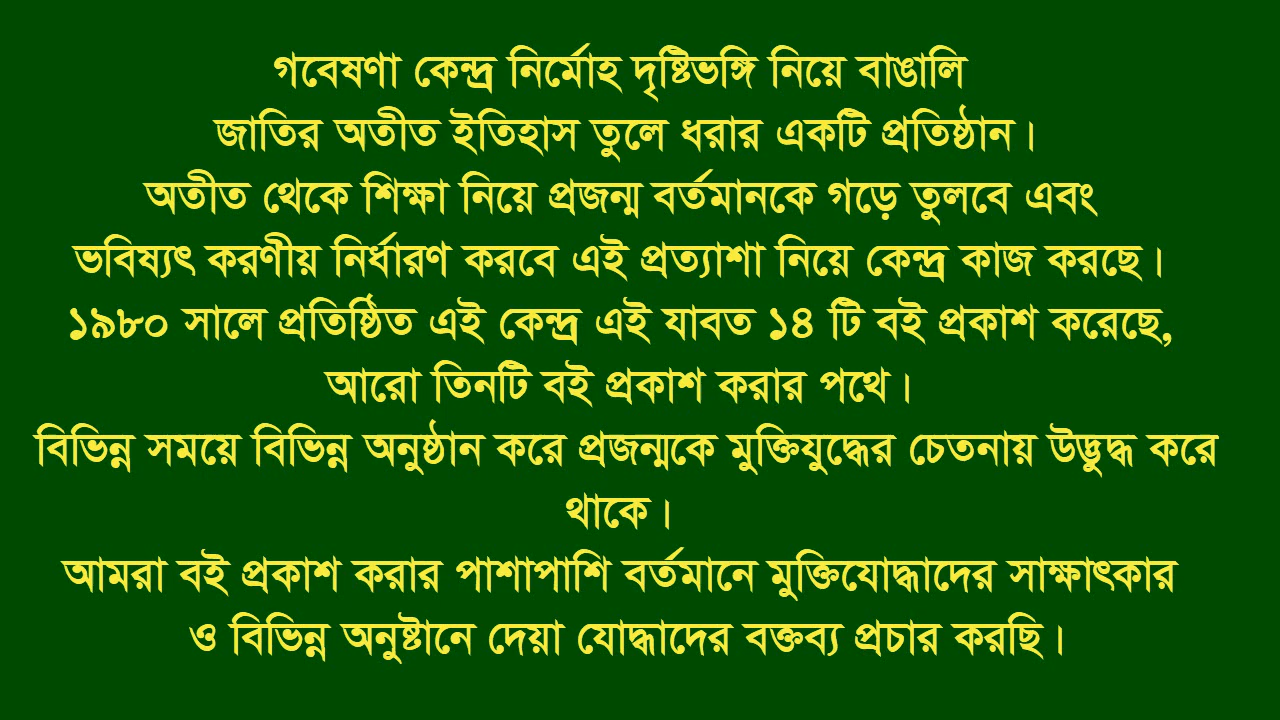 গবেষণা কেন্দ্র নির্মোহ দৃষ্টিভঙ্গি নিয়ে বাঙালি
জাতির অতীত ইতিহাস তুলে ধরার একটি প্রতিষ্ঠান।
অতীত থেকে শিক্ষা নিয়ে প্রজন্ম বর্তমানকে গড়ে তুলবে এবং
ভবিষ্যৎ করণীয় নির্ধারণ করবে এই প্রত্যাশা নিয়ে কেন্দ্র কাজ করছে।
১৯৮০ সালে প্রতিষ্ঠিত এই কেন্দ্র এই যাবত ১৪ টি বই প্রকাশ করেছে,
আরো তিনটি বই প্রকাশ করার পথে।
বিভিন্ন সময়ে বিভিন্ন অনুষ্ঠান করে প্রজন্মকে মুক্তিযুদ্ধের চেতনায় উদ্ভুদ্ধ করে
থাকে।
আমরা বই প্রকাশ করার পাশাপাশি বর্তমানে মুক্তিযোদ্ধাদের সাক্ষাৎকার
ও বিভিন্ন অনুষ্টানে দেয়া যোদ্ধাদের বক্তব্য প্রচার করছি।